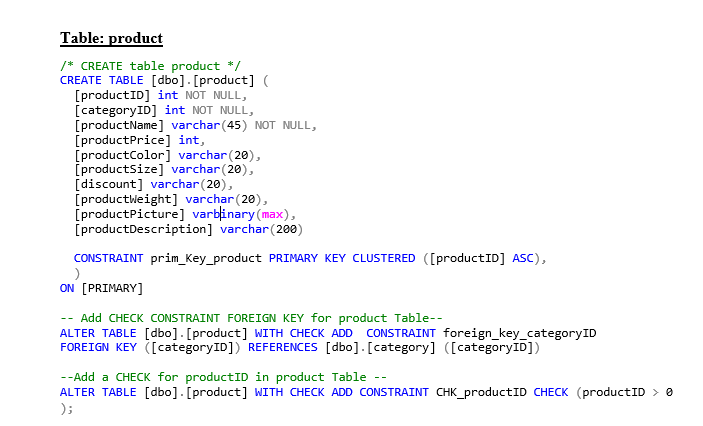 Table: product
/* CREATE table product */
CREATE TABLE [dbo].[product] (
[productID] int NOT NULL,
[categoryID] int NOT NULL,
[productName] varchar(45) NOT NULL,
[productPrice] int,
[productColor] varchar(20),
[productSize] varchar(20),
[discount] varchar(20),
[productWeight] varchar(20),
[productPicture] varbinary(max),
[productDescription] varchar(200)
CONSTRAINT prim_Key_product PRIMARY KEY CLUSTERED ([productID] ASC),
)
ON [PRIMARY]
-- Add CHECK CONSTRAINT FOREIGN KEY for product Table--
ALTER TABLE [dbo].[product] WITH CHECK ADD  CONSTRAINT foreign_key_categoryID
FOREIGN KEY ([categoryID]) REFERENCES [dbo].[category] ([categoryID])
--Add a CHECK for productID in product Table --
ALTER TABLE [dbo].[product] WITH CHECK ADD CONSTRAINT CHK_productID CHECK (productID > 0
);